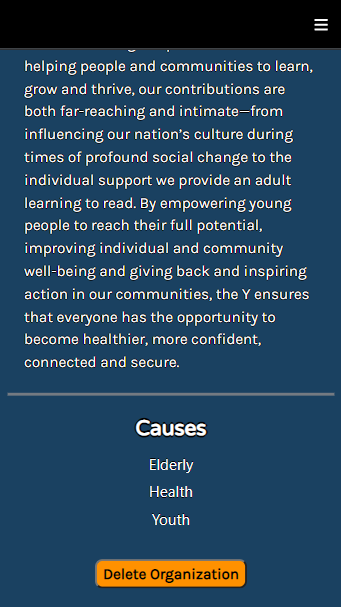 helping people and communities to learn,
grow and thrive, our contributions are
both far-reaching and intimate—from
influencing our nation’s culture during
times of profound social change to the
individual support we provide an adult
learning to read. By empowering young
people to reach their full potential,
improving individual and community
well-being and giving back and inspiring
action in our communities, the Y ensures
that everyone has the opportunity to
become healthier, more confident,
connected and secure.
Causes
Elderly
Health
Youth
Delete Organization